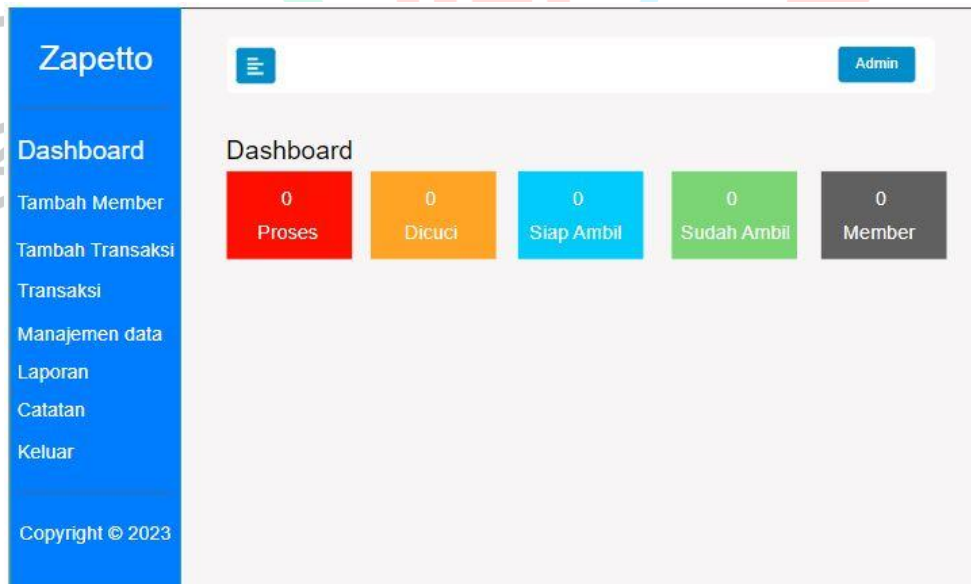 Zapetto
Admin
Dashboard
Tambah Member
Tambah Transaksi
Transaksi
Manajemen data
Laporan
Catatan
Keluar
Copyright © 2023
Dashboard
0
Proses
0
Dicuci
0
Siap Ambil
0
Sudah Ambil
0
Member